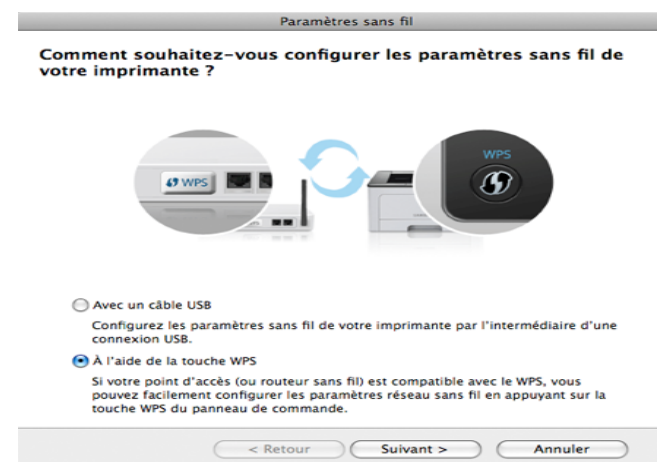 Paramètres sans fil
Comment souhaitez-vous configurer les paramètres sans fil de
votre imprimante ?
WPS
WPS
Avec un câble USB
Configurez les paramètres sans fil de votre imprimante par l'intermédiaire d'une
connexion USB.
À l'aide de la touche WPS
Si votre point d'accès (ou routeur sans fil) est compatible avec le WPS, vous
pouvez facilement configurer les paramètres réseau sans fil en appuyant sur la
touche WPS du panneau de commande.
< Retour
Suivant >
Annuler